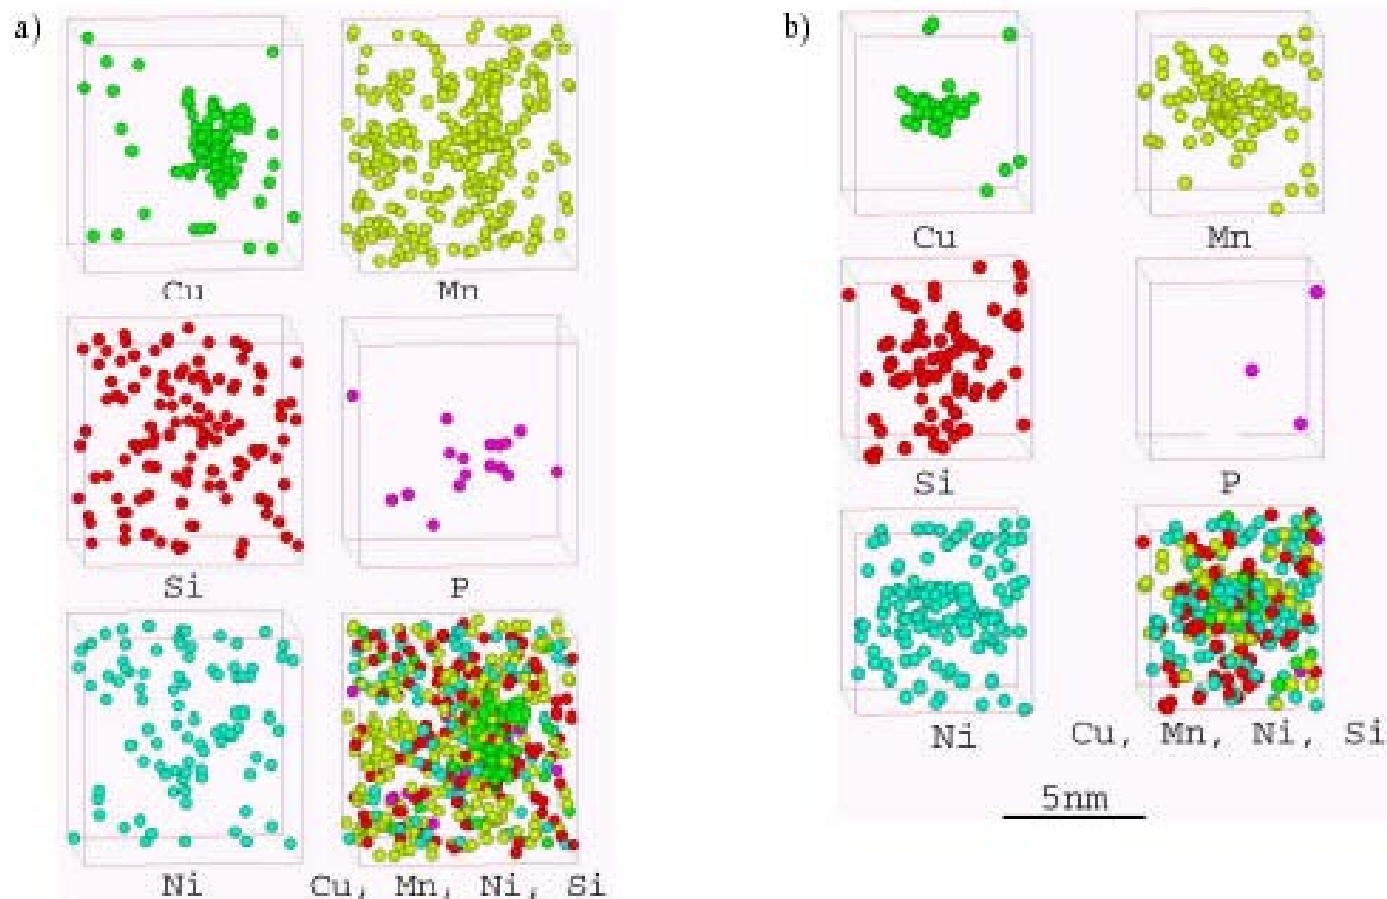 a)
Cu Mn
Si P
Ni Cu, Mn, Ni, Si
b)
Cu Mn
Si P
Ni Cu, Mn, Ni, Si
5nm